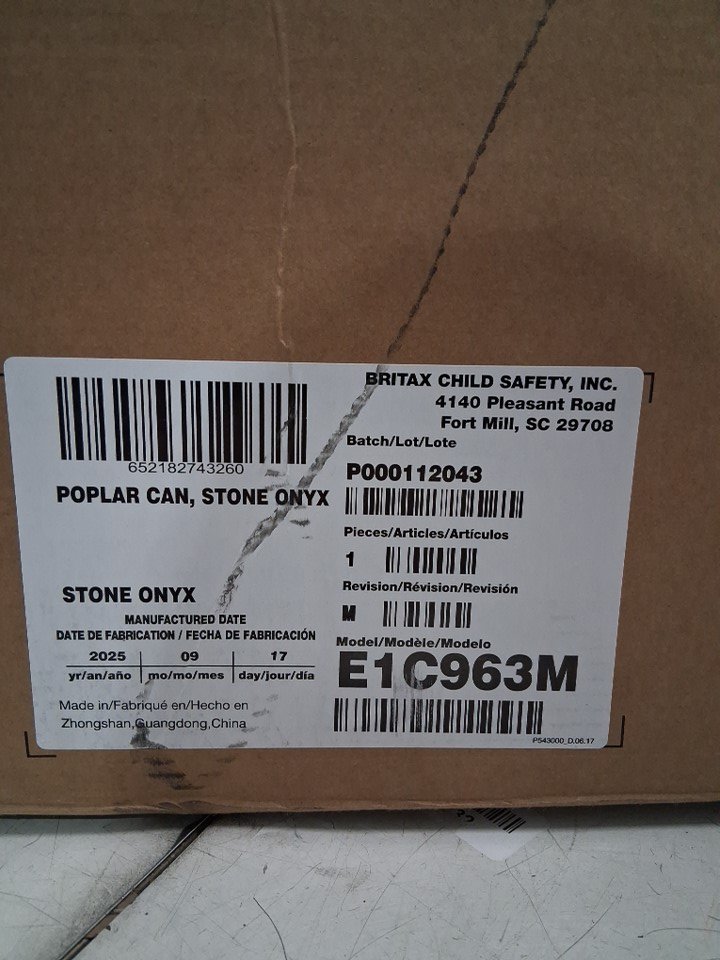 652182743260
POPLAR CAN, STONE ONYX
STONE ONYX
MANUFACTURED DATE
DATE DE FABRICATION / FECHA DE FABRICACIÓN
2025 09 17
yr/an/año mo/mo/mes day/jour/día
Made in/Fabriqué en/Hecho en
Zhongshan,Guangdong,China
BRITAX CHILD SAFETY, INC.
4140 Pleasant Road
Fort Mill, SC 29708
Batch/Lot/Lote
P000112043
Pieces/Articles/Artículos
1
Revision/Révision/Revisión
M
Model/Modèle/Modelo
E1C963M
P543000_D.06.17